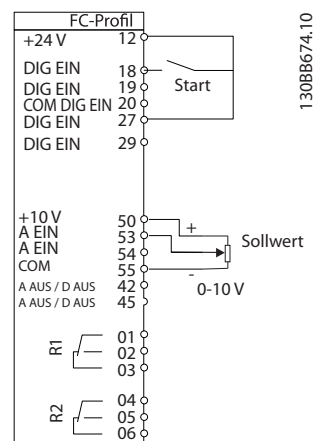 FC-Profil
+24 V 12
DIG EIN 18
DIG EIN 19
COM DIG EIN 20
DIG EIN 27
DIG EIN 29
Start
+10 V 50
A EIN 53
A EIN 54
COM 55
A AUS / D AUS 42
A AUS / D AUS 45
+
-
Sollwert
0-10 V
R1
01
02
03
R2
04
05
06
130BB674.10